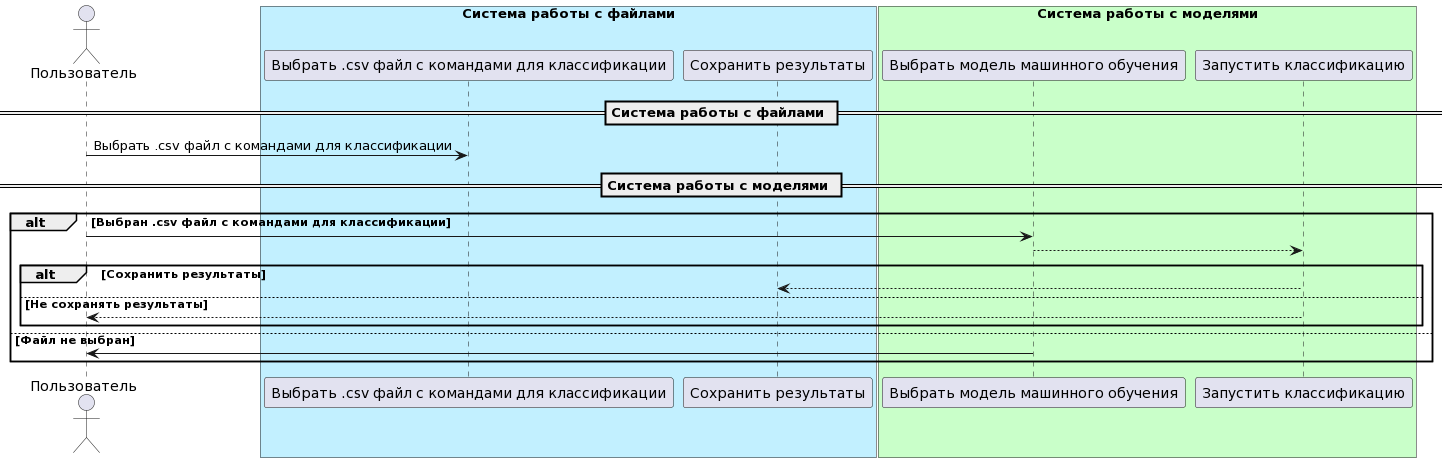 Система работы с файлами
Система работы с моделями
Пользователь
Выбрать .csv файл с командами для классификации
Сохранить результаты
Выбрать модель машинного обучения
Запустить классификацию
Система работы с файлами
Выбрать .csv файл с командами для классификации
Система работы с моделями
alt
[Выбран .csv файл с командами для классификации]
alt
[Сохранить результаты]
[Не сохранять результаты]
[Файл не выбран]
Пользователь
Выбрать .csv файл с командами для классификации
Сохранить результаты
Выбрать модель машинного обучения
Запустить классификацию